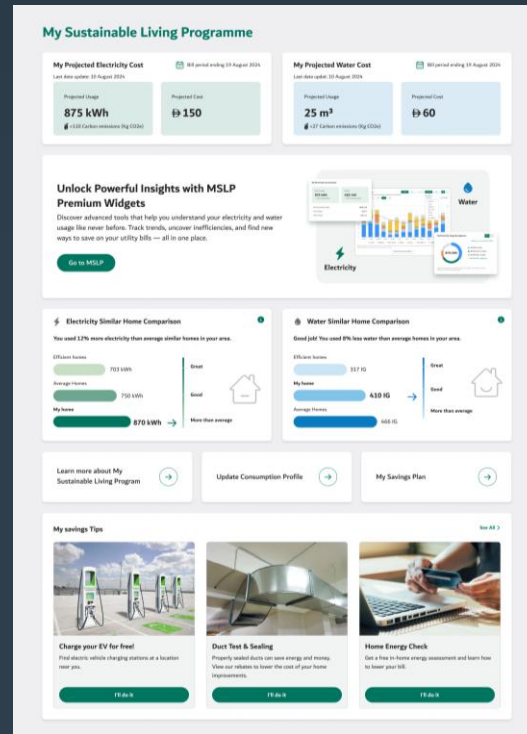 My Sustainable Living Programme
My Projected Electricity Cost
Bill period ending 19 August 2024
Last data update: 10 August 2024
Projected Usage
875 kWh
Projected Cost
150
My Projected Water Cost
Bill period ending 19 August 2024
Last data update: 10 August 2024
Projected Usage
25 m³
+27 Carbon emissions (Kg CO2e)
Projected Cost
60
Unlock Powerful Insights with MSLP
Premium Widgets
Discover advanced tools that help you understand your electricity and water
usage like never before. Track trends, uncover inefficiencies, and find new
ways to save on your utility bills — all in one place.
Go to MSLP
Water
Electricity
Electricity Similar Home Comparison
You used 12% more electricity than average similar homes in your area.
Efficient homes
703 kWh
Average Homes
750 kWh
My home
870 kWh
Great
Good
More than average
Water Similar Home Comparison
Good job! You used 8% less water than average homes in your area.
Efficient homes
357 IG
My home
410 IG
Average Homes
Great
Good
More than average
Learn more about My
Sustainable Living Program
Update Consumption Profile
My Savings Plan
My savings Tips
See All
Charge your EV for free!
Find electric vehicle charging stations at a location
near you.
I'll do it
Duct Test & Sealing
Properly sealed ducts can save energy and money.
View our rebates to lower the cost of your home
improvements.
I'll do it
Home Energy Check
Get a free in-home energy assessment and learn how
to lower your bill.
I'll do it